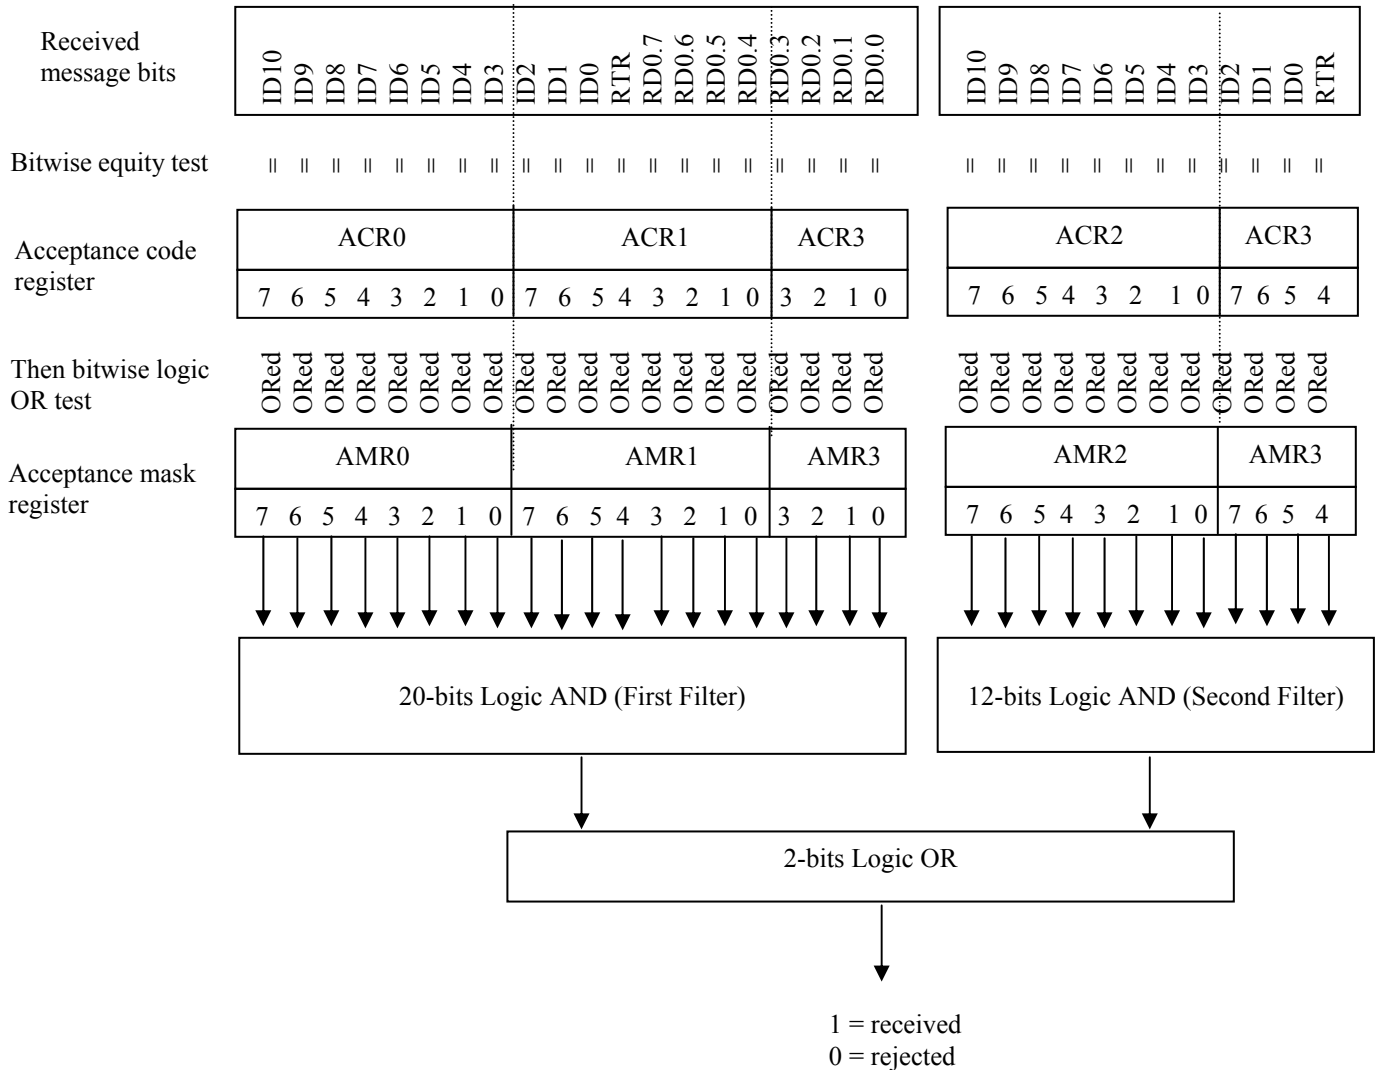 Received message bits
ID10 ID9 ID8 ID7 ID6 ID5 ID4 ID3 ID2 ID1 ID0 RTR RD0.7 RD0.6 RD0.5 RD0.4 RD0.3 RD0.2 RD0.1 RD0.0
ID10 ID9 ID8 ID7 ID6 ID5 ID4 ID3 ID2 ID1 ID0 RTR
Bitwise equity test
= = = = = = = = = = = = = = = = = = = =
= = = = = = = = = = = =
Acceptance code register
ACR0 ACR1 ACR3
7 6 5 4 3 2 1 0 7 6 5 4 3 2 1 0 3 2 1 0
ACR2 ACR3
7 6 5 4 3 2 1 0 7 6 5 4
Then bitwise logic OR test
ORed ORed ORed ORed ORed ORed ORed ORed ORed ORed ORed ORed ORed ORed ORed ORed ORed ORed ORed ORed
ORed ORed ORed ORed ORed ORed ORed ORed ORed ORed ORed ORed
Acceptance mask register
AMR0 AMR1 AMR3
7 6 5 4 3 2 1 0 7 6 5 4 3 2 1 0 3 2 1 0
AMR2 AMR3
7 6 5 4 3 2 1 0 7 6 5 4
20-bits Logic AND (First Filter)
12-bits Logic AND (Second Filter)
2-bits Logic OR
1 = received
0 = rejected